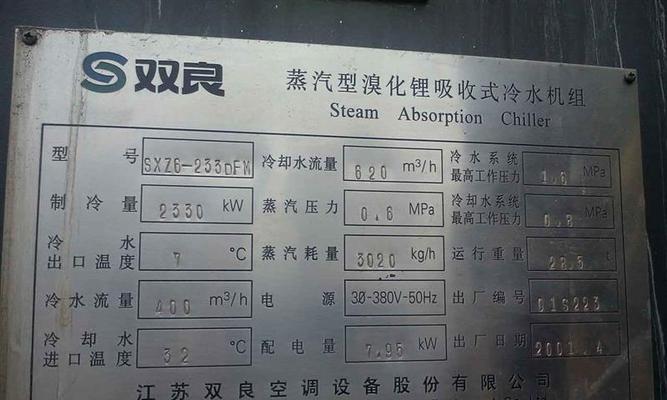 双良
蒸汽型溴化锂吸收式冷水机组
Steam Absorption Chiller
型号 SXZ6-233DFM 冷却水流量 620 m³/h 冷水系统最高工作压力 1.6 MPa
制冷量 2330 kW 蒸汽压力 0.6 MPa 冷却水系统最高工作压力 0.8 MPa
冷水出口温度 7 °C 蒸汽耗量 3020 kg/h 运行重量 28.5 t
冷水流量 400 m³/h 电源 3Ø-380V-50Hz 出厂编号 01S223
冷却水进口温度 32 °C 配电量 7.95 kW 出厂日期 2001.4
江苏双良空调设备股份有限公司